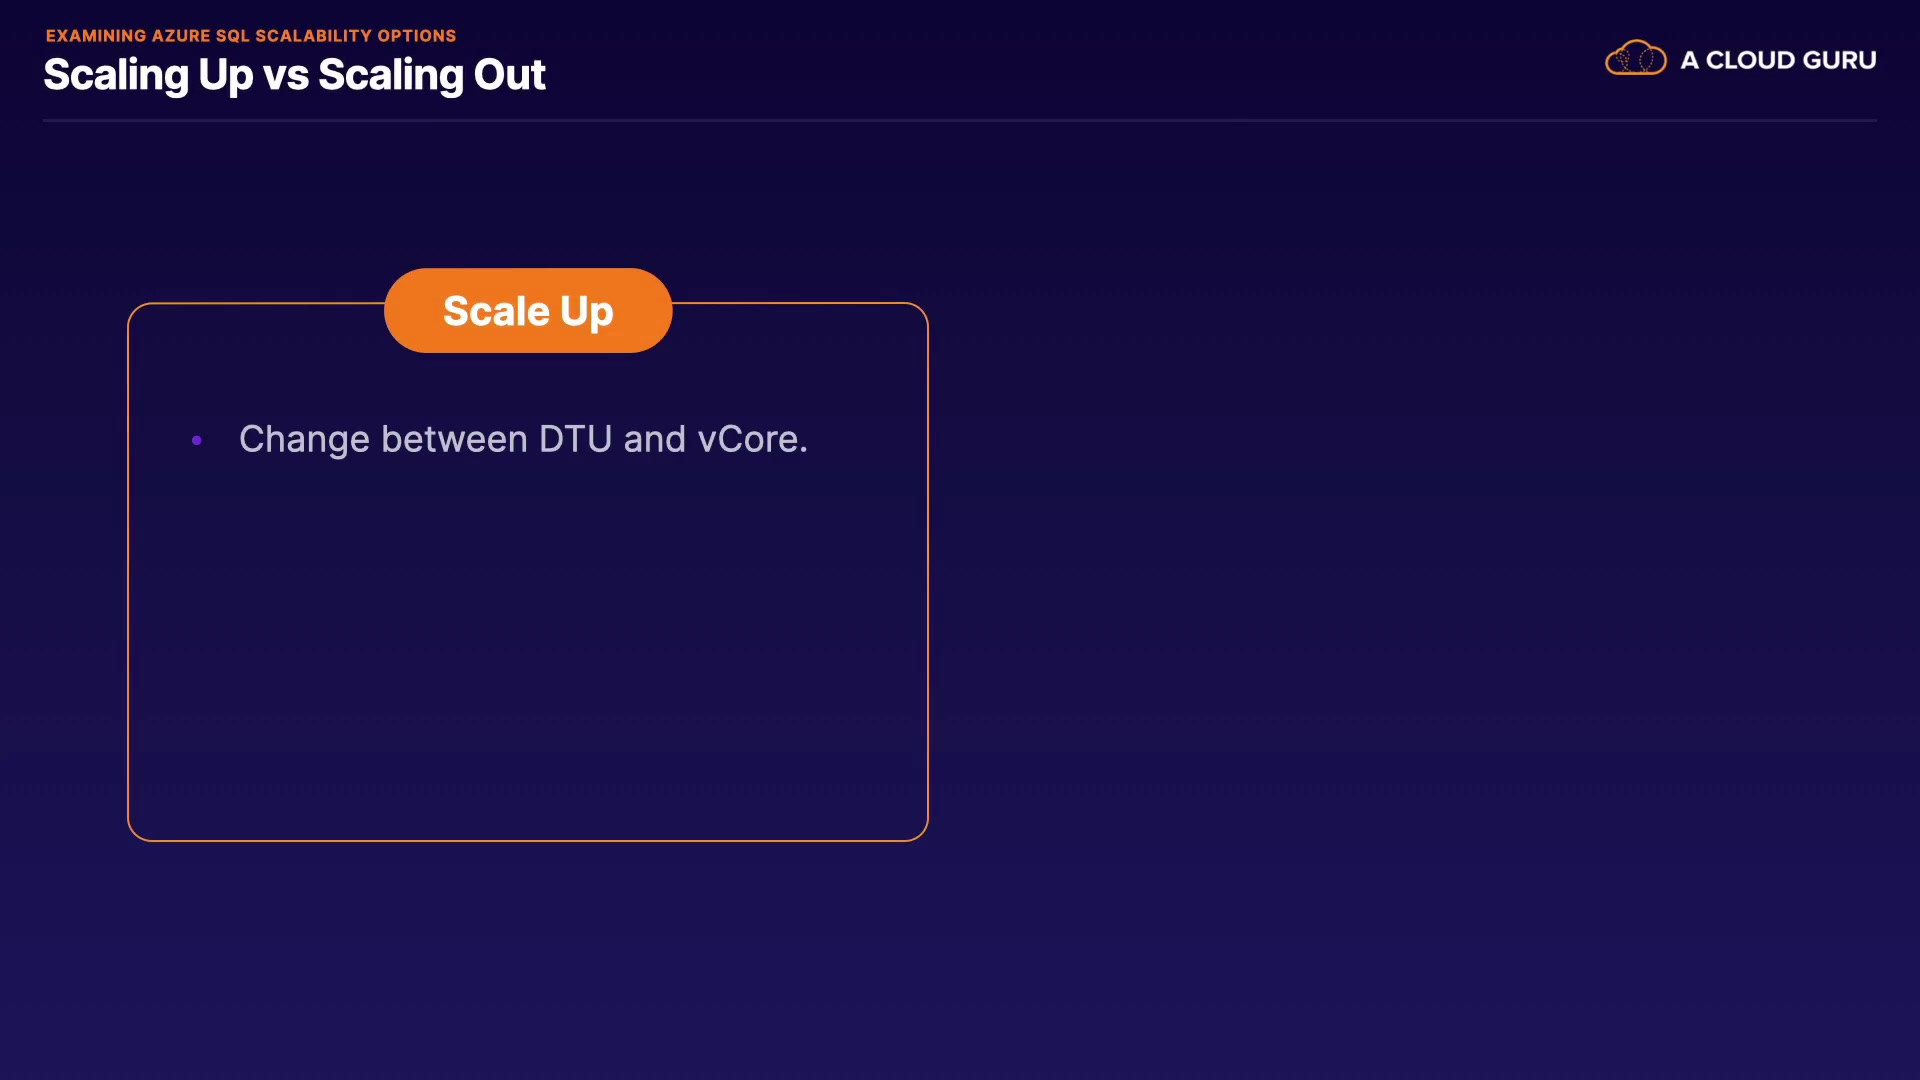 EXAMINING AZURE SQL SCALABILITY OPTIONS
Scaling Up vs Scaling Out
A CLOUD GURU
Scale Up
• Change between DTU and vCore.